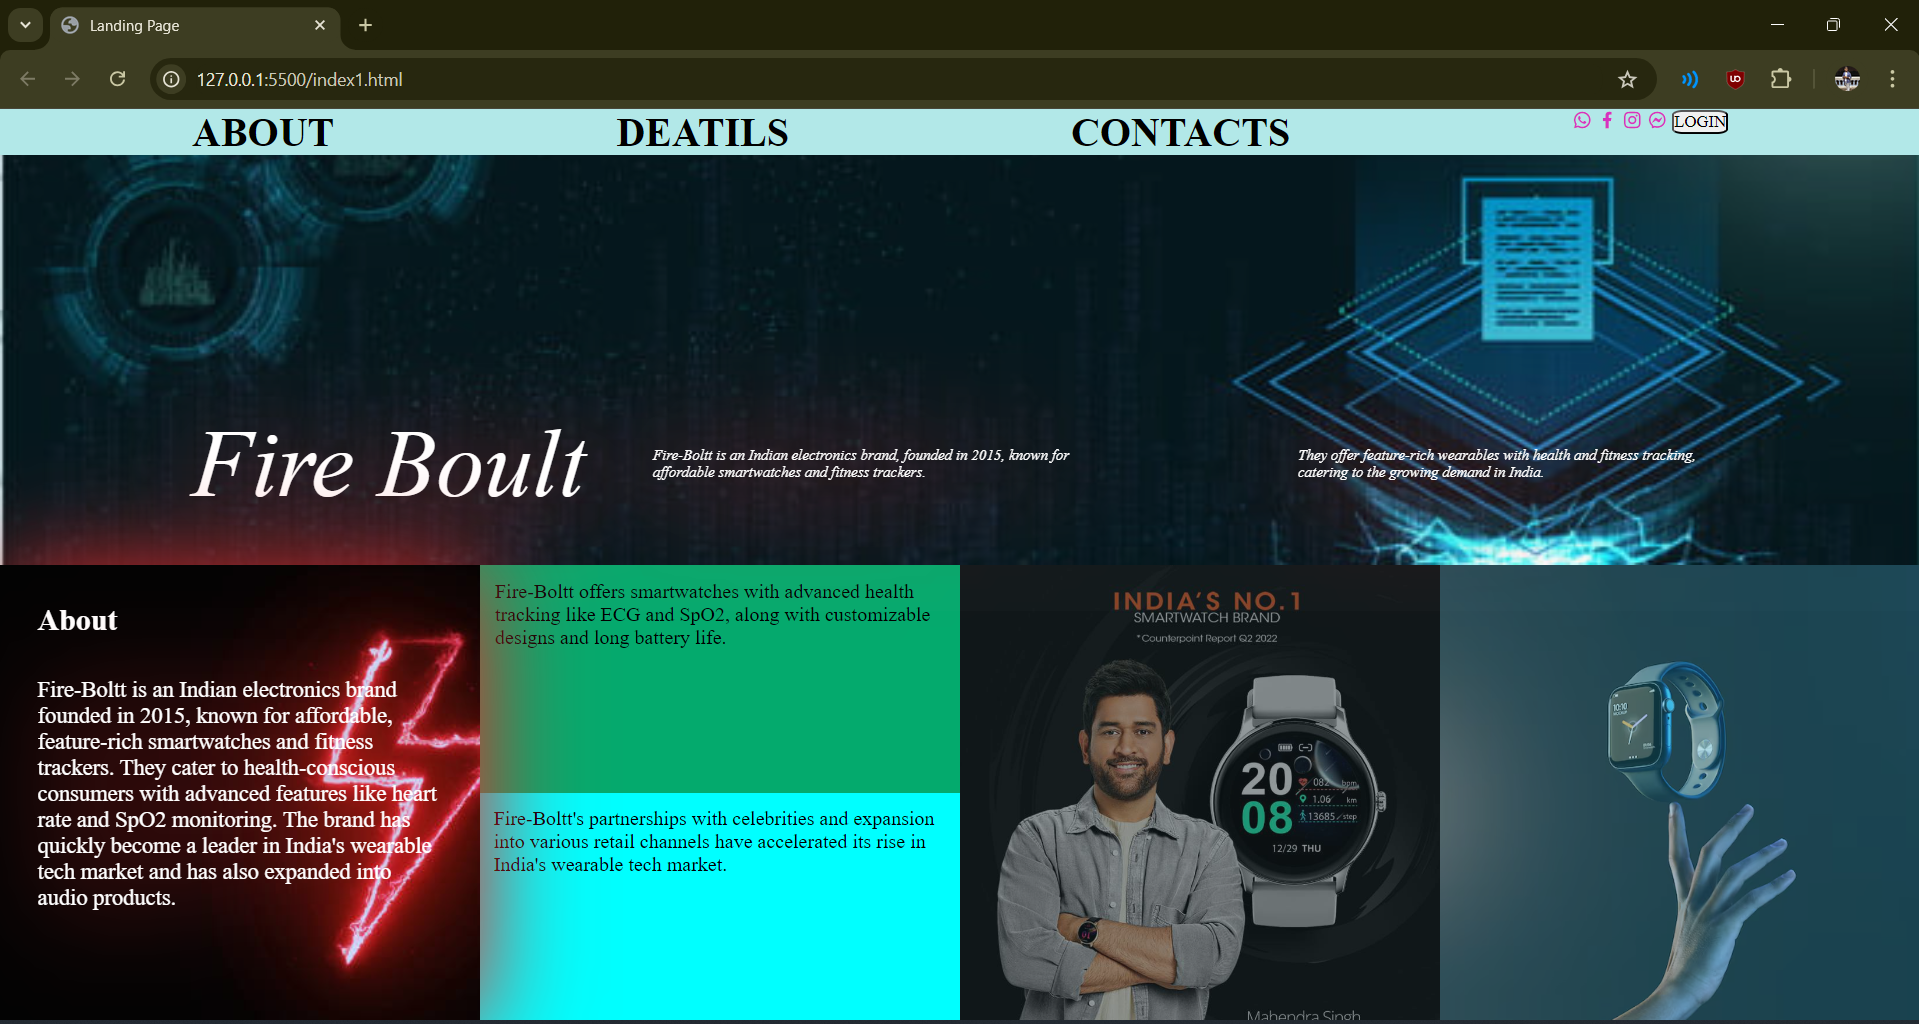 Landing Page
127.0.0.1:5500/index1.html
ABOUT
DEATILS
CONTACTS
LOGIN
Fire Boult
Fire-Boltt is an Indian electronics brand, founded in 2015, known for
affordable smartwatches and fitness trackers.
They offer feature-rich wearables with health and fitness tracking,
catering to the growing demand in India.
About
Fire-Boltt is an Indian electronics brand
founded in 2015, known for affordable,
feature-rich smartwatches and fitness
trackers. They cater to health-conscious
consumers with advanced features like heart
rate and SpO2 monitoring. The brand has
quickly become a leader in India's wearable
tech market and has also expanded into
audio products.
Fire-Boltt offers smartwatches with advanced health
tracking like ECG and SpO2, along with customizable
designs and long battery life.
Fire-Boltt's partnerships with celebrities and expansion
into various retail channels have accelerated its rise in
India's wearable tech market.
INDIA'S NO.1
SMARTWATCH BRAND
*Counterpoint Report Q2 2022
20
08
082 bpm
1.06 km
13685/step
12/29 THU
Mahendra Singh
10:10